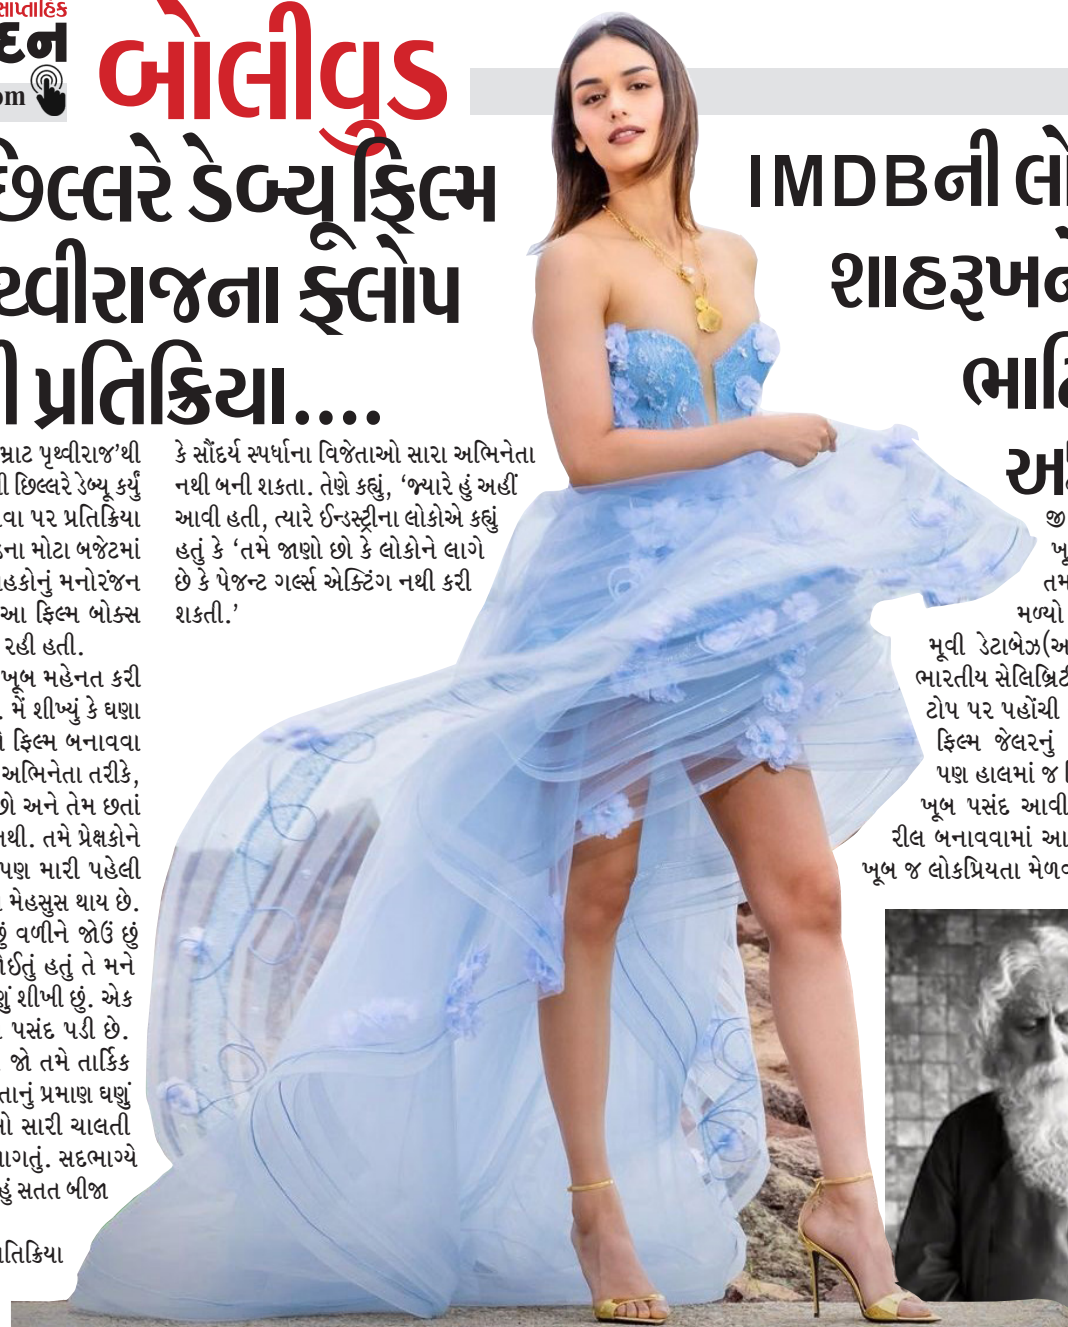 સાપ્તાહિક
બોલીવુડ
છિલ્લરે ડેબ્યૂ ફિલ્મ
પ્રતિક્રિયા....
મ્રાટ પૃથ્વીરાજ’થી
ી છિલ્લરે ડેબ્યૂ કર્યું
વા પર પ્રતિક્રિયા
ના મોટા બજેટમાં
હકોનું મનોરંજન
આ ફિલ્મ બોક્સ
રહી હતી.
ખૂબ મહેનત કરી
. મેં શીખ્યું કે ઘણા
ફિલ્મ બનાવવા
અભિનેતા તરીકે,
છો અને તેમ છતાં
નથી. તમે પ્રેક્ષકોને
પણ મારી પહેલી
મેહસુસ થાય છે.
વળીને જોઉં છું
હતું તે મને
શીખી છું. એક
પસંદ પડી છે.
જો તમે તાર્કિક
તાનું પ્રમાણ ઘણું
સારી ચાલતી
ાગતું. સદભાગ્યે
હું સતત બીજા
તિક્રિયા
કે સૌંદર્ય સ્પર્ધાના વિજેતાઓ સારા અભિનેતા
નથી બની શકતા. તેણે કહ્યું, ‘જ્યારે હું અહીં
આવી હતી, ત્યારે ઈન્ડસ્ટ્રીના લોકોએ કહ્યું
હતું કે ‘તમે જાણો છો કે લોકોને લાગે
છે કે પેજન્ટ ગર્લ્સ એક્ટિંગ નથી કરી
શકતી.’
થ્વીરાજના ફ્લોપ
IMDBની લો
શાહરૂખને
ભાટિ
જી
ખૂ
તમ
મળ્યો
મૂવી ડેટાબેઝ(આ
ભારતીય સેલિબ્રિટી
ટોપ પર પહોંચી
ફિલ્મ જેલરનું
પણ હાલમાં જ
ખૂબ પસંદ આવી
રીલ બનાવવામાં આ
ખૂબ જ લોકપ્રિયતા મેળવ